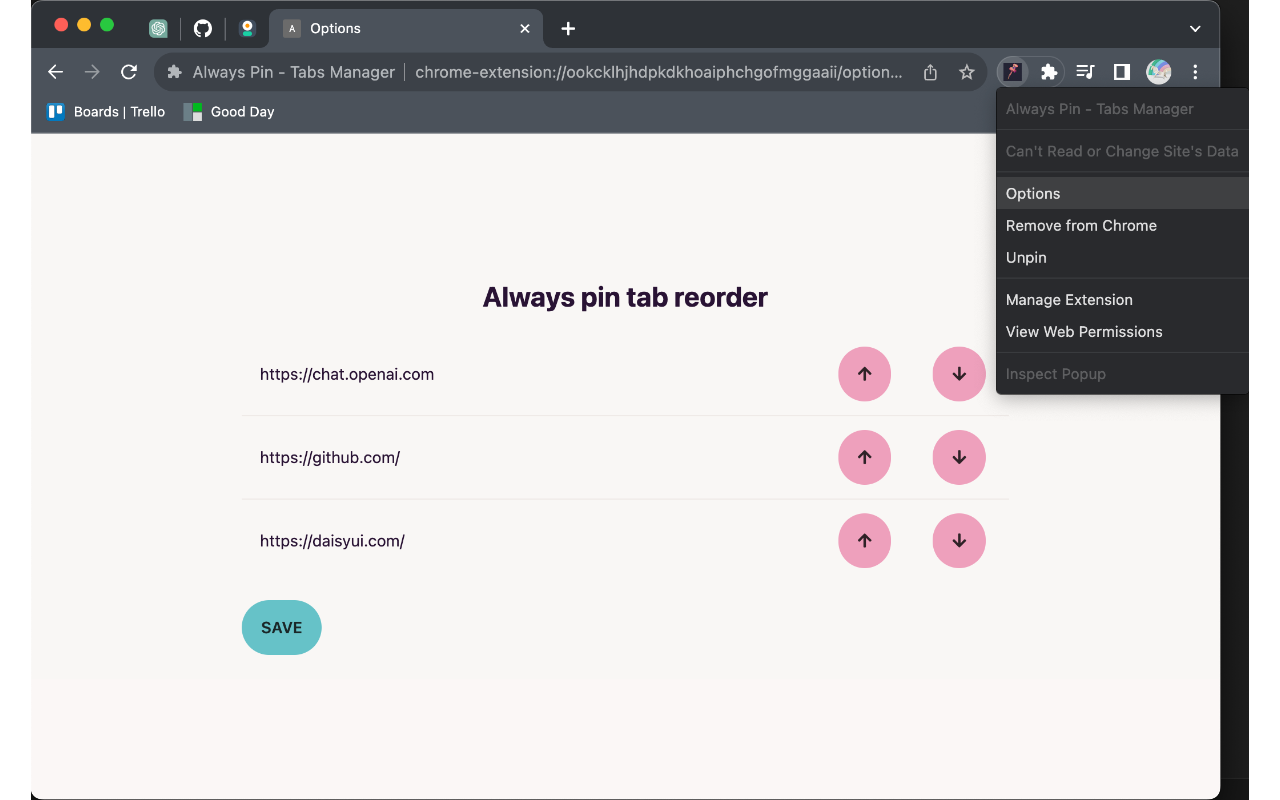 A Options
Always Pin - Tabs Manager chrome-extension://ookcklhjhdpkdkhoaiphchgofmggaaii/option...
Boards | Trello Good Day
Always Pin - Tabs Manager
Can't Read or Change Site's Data
Options
Remove from Chrome
Unpin
Manage Extension
View Web Permissions
Inspect Popup
Always pin tab reorder
https://chat.openai.com
https://github.com/
https://daisyui.com/
SAVE